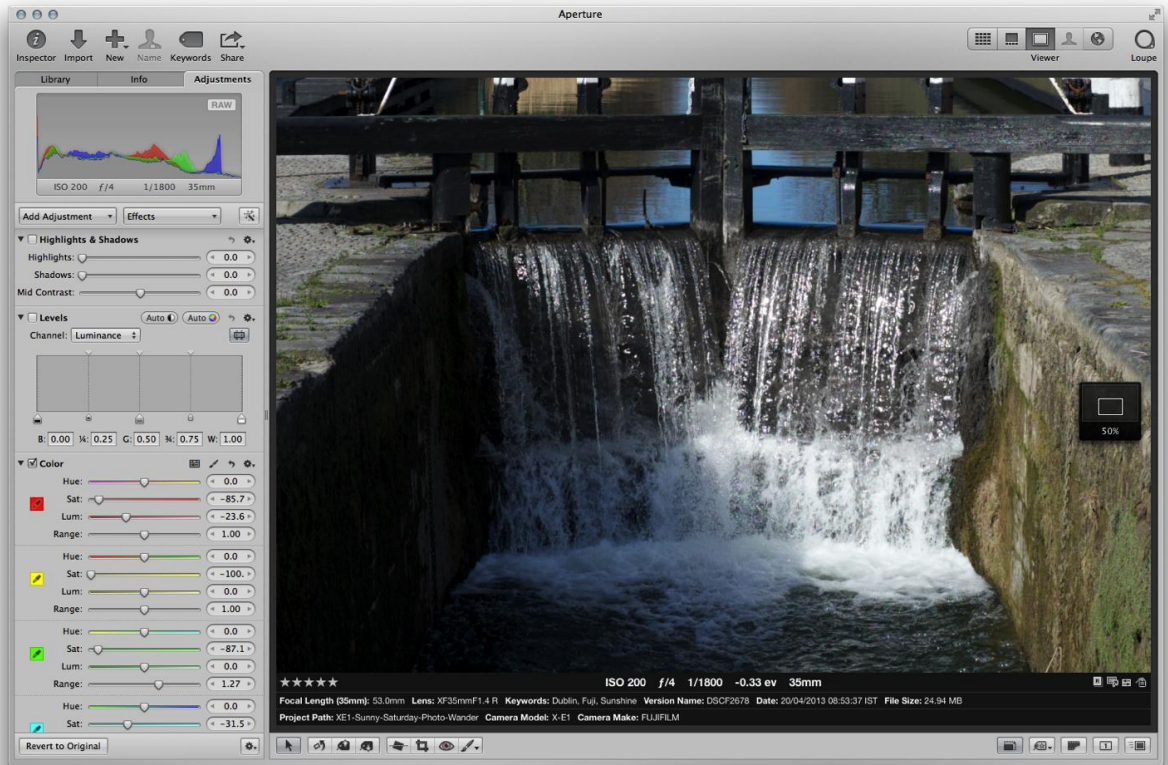 Aperture
Inspector Import New Name Keywords Share
Viewer
Loupe
Library Info Adjustments
RAW
ISO 200 ƒ/4 1/1800 35mm
Add Adjustment Effects
Highlights & Shadows
Highlights: 0.0
Shadows: 0.0
Mid Contrast: 0.0
Levels Auto Auto
Channel: Luminance
B: 0.00 ¼: 0.25 G: 0.50 ¾: 0.75 W: 1.00
Color
Hue: 0.0
Sat: -85.7
Lum: -23.6
Range: 1.00
Hue: 0.0
Sat: -100.
Lum: 0.0
Range: 1.00
Hue: 0.0
Sat: -87.1
Lum: 0.0
Range: 1.27
Hue: 0.0
Sat: -31.5
Revert to Original
50%
ISO 200 ƒ/4 1/1800 -0.33 ev 35mm
Focal Length (35mm): 53.0mm Lens: XF35mmF1.4 R Keywords: Dublin, Fuji, Sunshine Version Name: DSCF2678 Date: 20/04/2013 08:53:37 IST File Size: 24.94 MB
Project Path: XE1-Sunny-Saturday-Photo-Wander Camera Model: X-E1 Camera Make: FUJIFILM